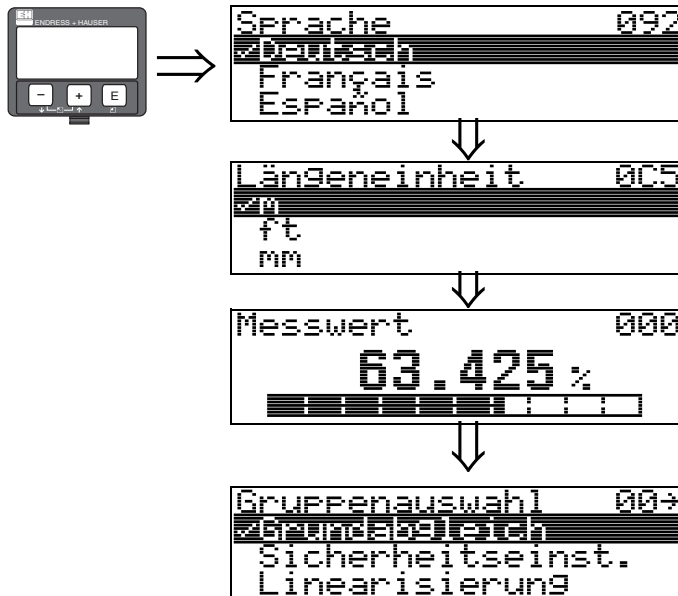 EH
ENDRESS + HAUSER
- + E
Sprache 092
✓Deutsch
Français
Español
Längeneinheit 0C5
✓m
ft
mm
Messwert 000
63.425 %
Gruppenauswahl 00→
✓Grundabgleich
Sicherheitseinst.
Linearisierung